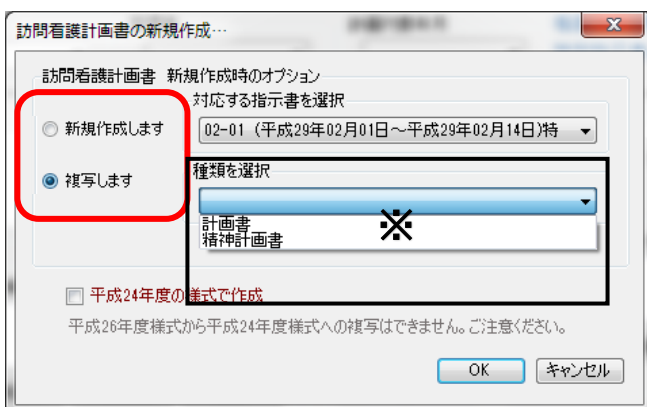 訪問看護計画書の新規作成…
訪問看護計画書 新規作成時のオプション
対応する指示書を選択
新規作成します
02-01 (平成29年02月01日～平成29年02月14日)特
複写します
種類を選択
計画書
精神計画書
※
平成24年度の様式で作成
平成26年度様式から平成24年度様式への複写はできません。ご注意ください。
OK
キャンセル